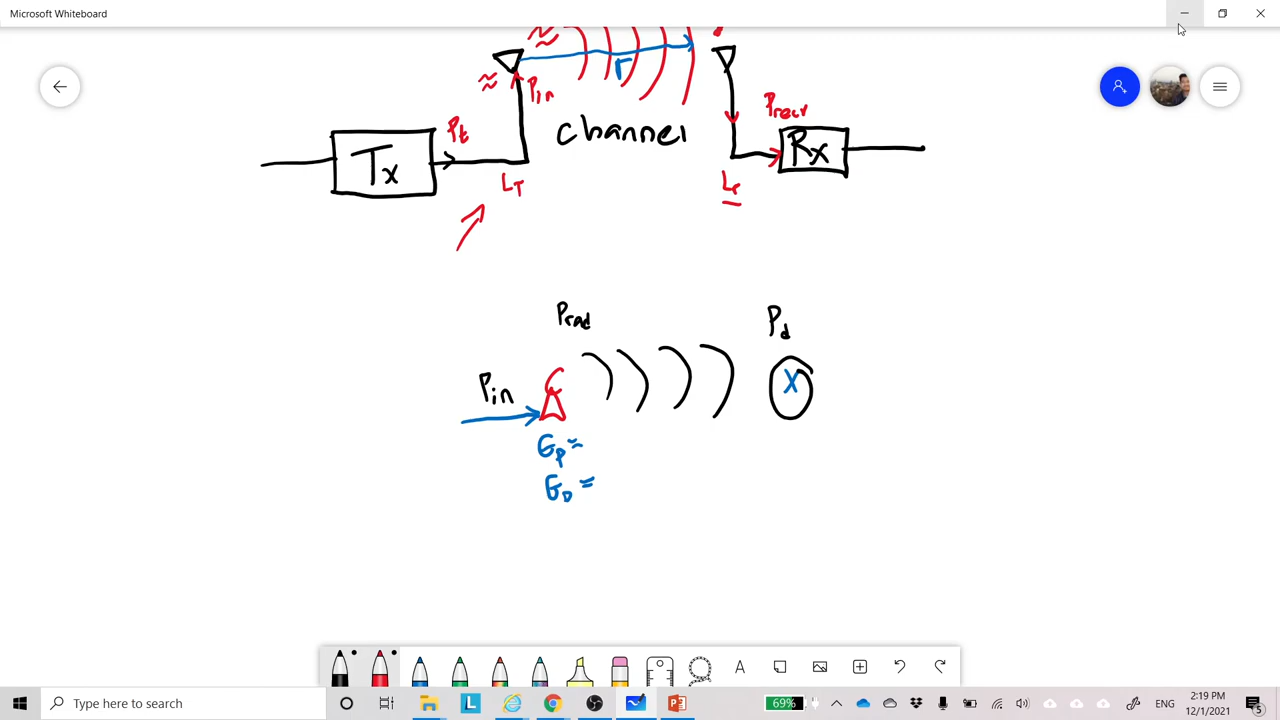 Microsoft Whiteboard
r
Pin
channel
Pt
Precv
Tx
Rx
LT
Lr
Prad
Pd
Pin
X
Gp =
GD =
A
Type here to search
L
69%
ENG
2:19 PM
12/1/2021
5